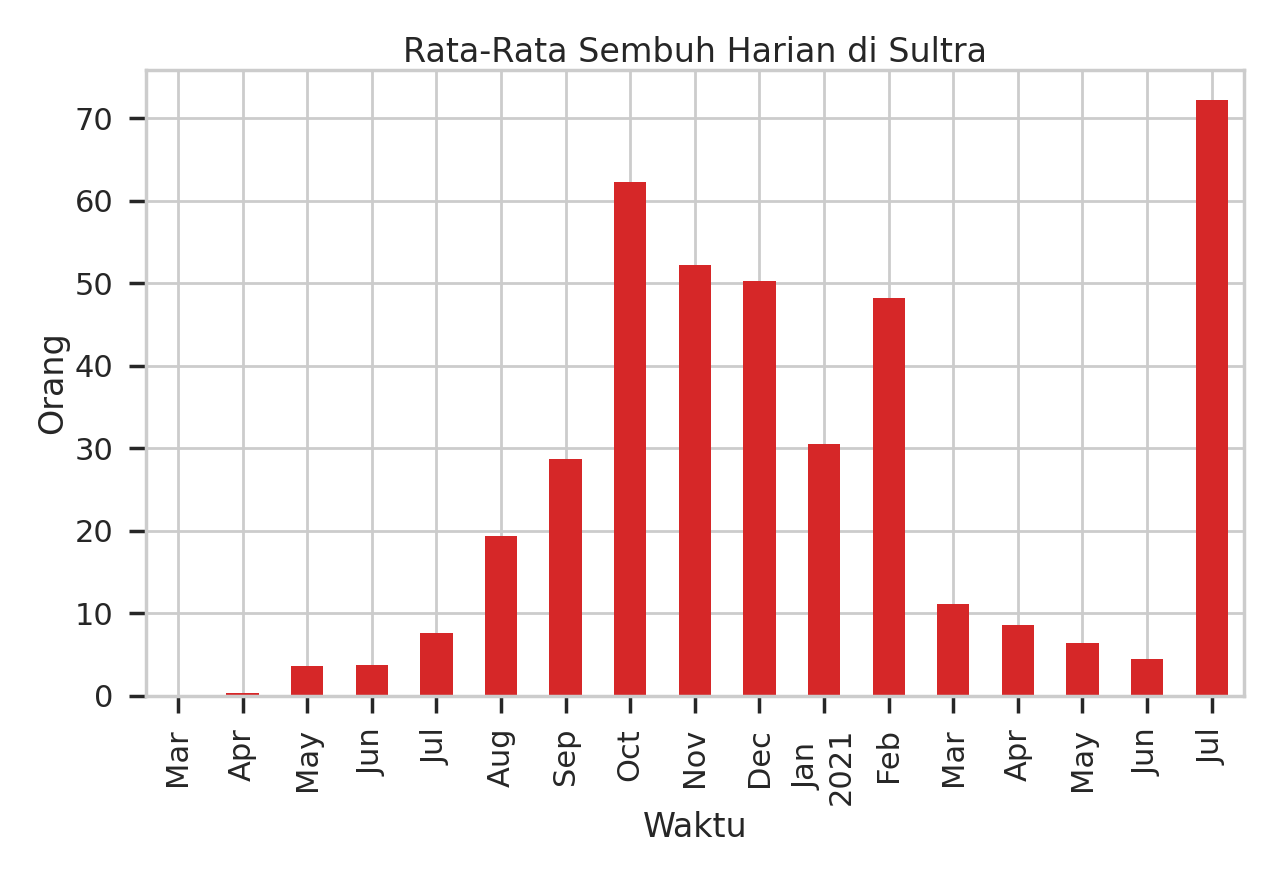 Rata-Rata Sembuh Harian di Sultra
Orang
70
60
50
40
30
20
10
0
Mar
Apr
May
Jun
Jul
Aug
Sep
Oct
Nov
Dec
Jan
2021
Feb
Mar
Apr
May
Jun
Jul
Waktu